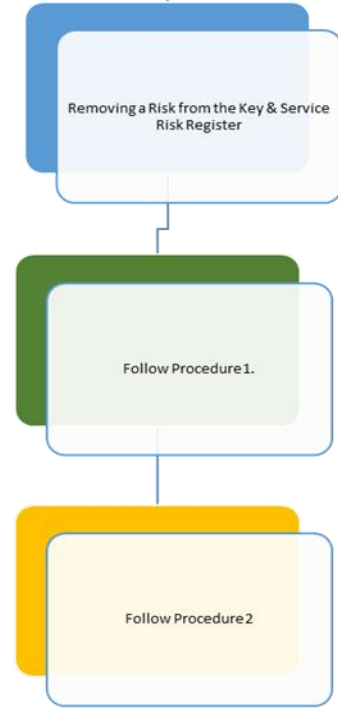 Removing a Risk from the Key & Service
Risk Register
Follow Procedure 1.
Follow Procedure 2